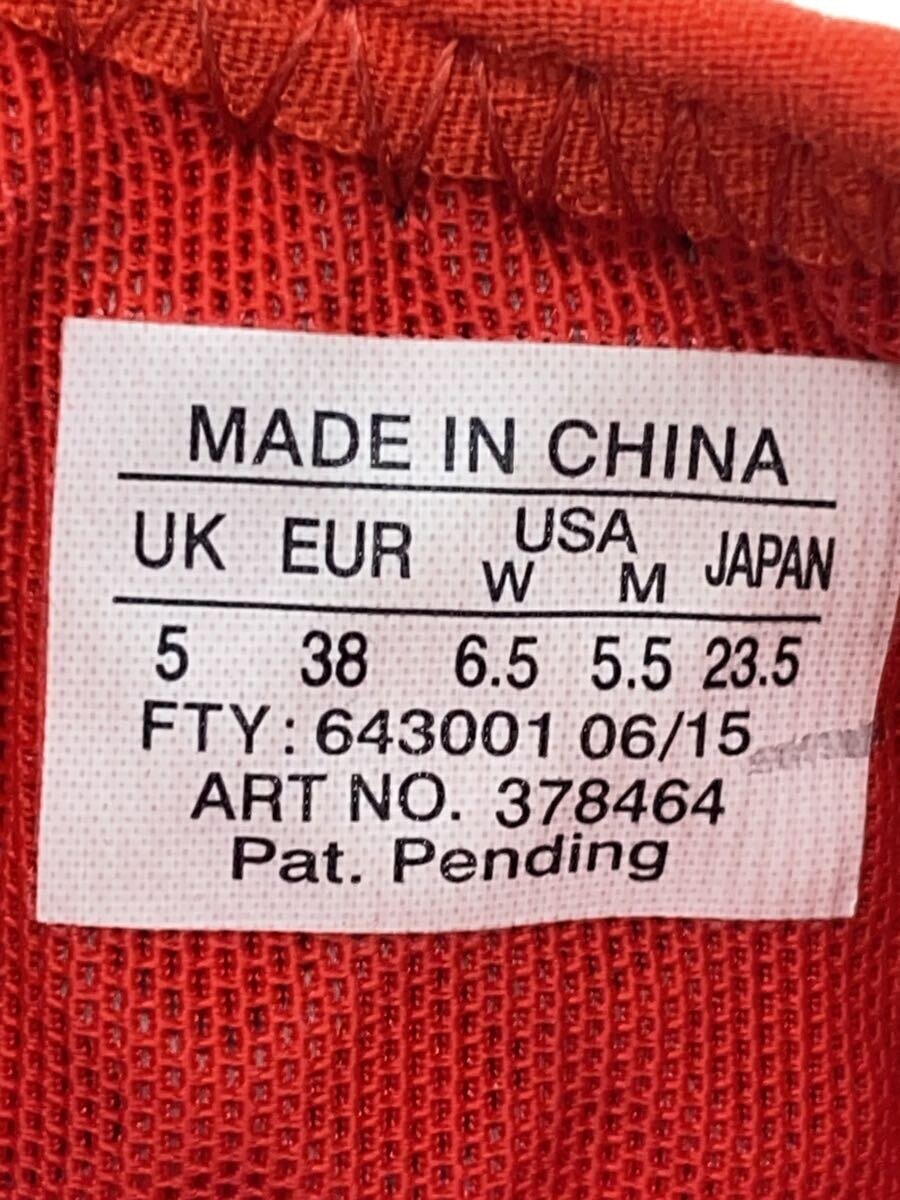 MADE IN CHINA
UK EUR USA JAPAN
W M
5 38 6.5 5.5 23.5
FTY: 643001 06/15
ART NO. 378464
Pat. Pending